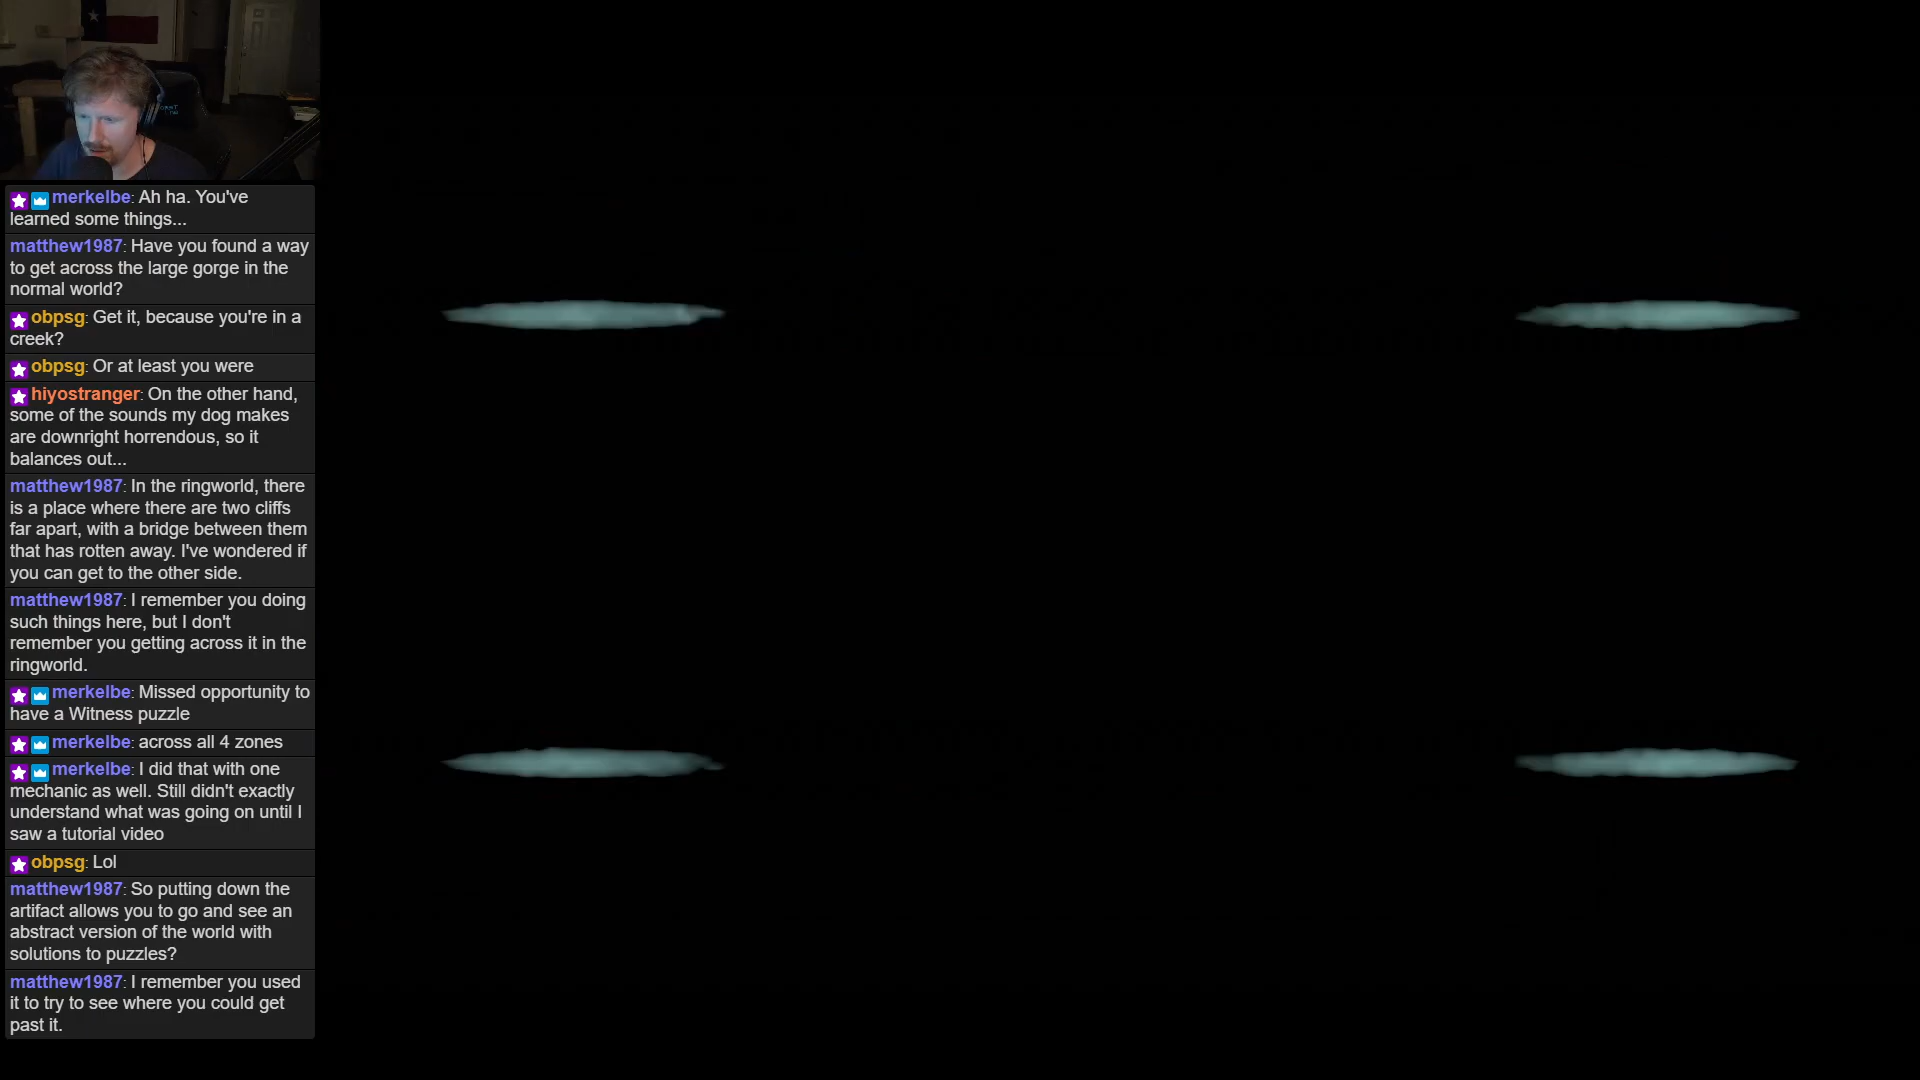 merkelbe: Ah ha. You've
learned some things...
matthew1987: Have you found a way
to get across the large gorge in the
normal world?
obpsg: Get it, because you're in a
creek?
obpsg: Or at least you were
hiyostranger: On the other hand,
some of the sounds my dog makes
are downright horrendous, so it
balances out...
matthew1987: In the ringworld, there
is a place where there are two cliffs
far apart, with a bridge between them
that has rotten away. I've wondered if
you can get to the other side.
matthew1987: I remember you doing
such things here, but I don't
remember you getting across it in the
ringworld.
merkelbe: Missed opportunity to
have a Witness puzzle
merkelbe: across all 4 zones
merkelbe: I did that with one
mechanic as well. Still didn't exactly
understand what was going on until I
saw a tutorial video
obpsg: Lol
matthew1987: So putting down the
artifact allows you to go and see an
abstract version of the world with
solutions to puzzles?
matthew1987: I remember you used
it to try to see where you could get
past it.